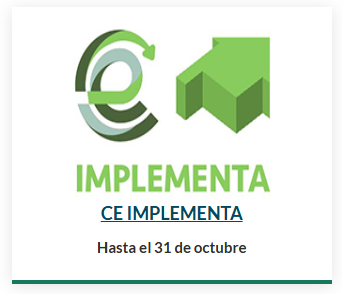 IMPLEMENTA
CE IMPLEMENTA
Hasta el 31 de octubre